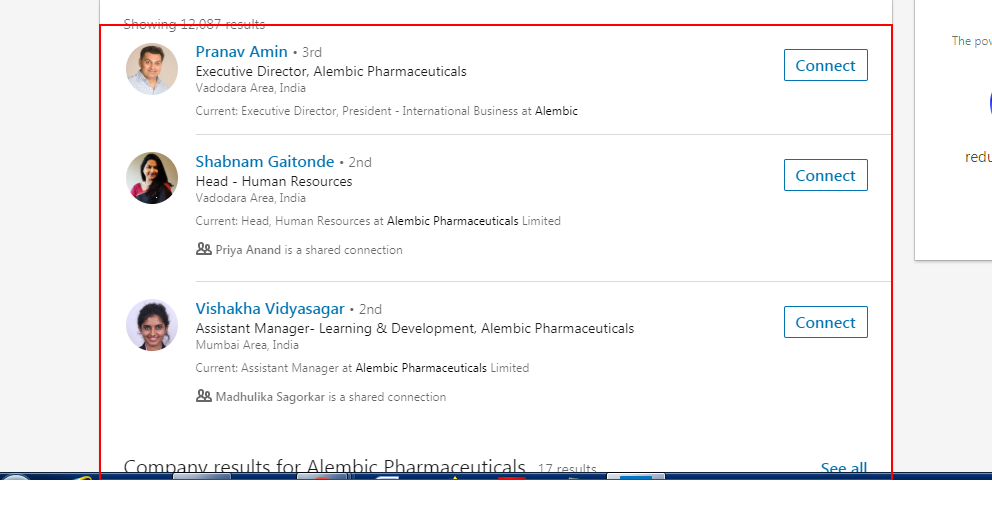 Showing 12,087 results
The pow
Pranav Amin • 3rd
Executive Director, Alembic Pharmaceuticals
Vadodara Area, India
Current: Executive Director, President - International Business at Alembic
Connect
redu
Shabnam Gaitonde • 2nd
Head - Human Resources
Vadodara Area, India
Current: Head, Human Resources at Alembic Pharmaceuticals Limited
Priya Anand is a shared connection
Connect
Vishakha Vidyasagar • 2nd
Assistant Manager- Learning & Development, Alembic Pharmaceuticals
Mumbai Area, India
Current: Assistant Manager at Alembic Pharmaceuticals Limited
Madhulika Sagorkar is a shared connection
Connect
Company results for Alembic Pharmaceuticals 17 results
See all